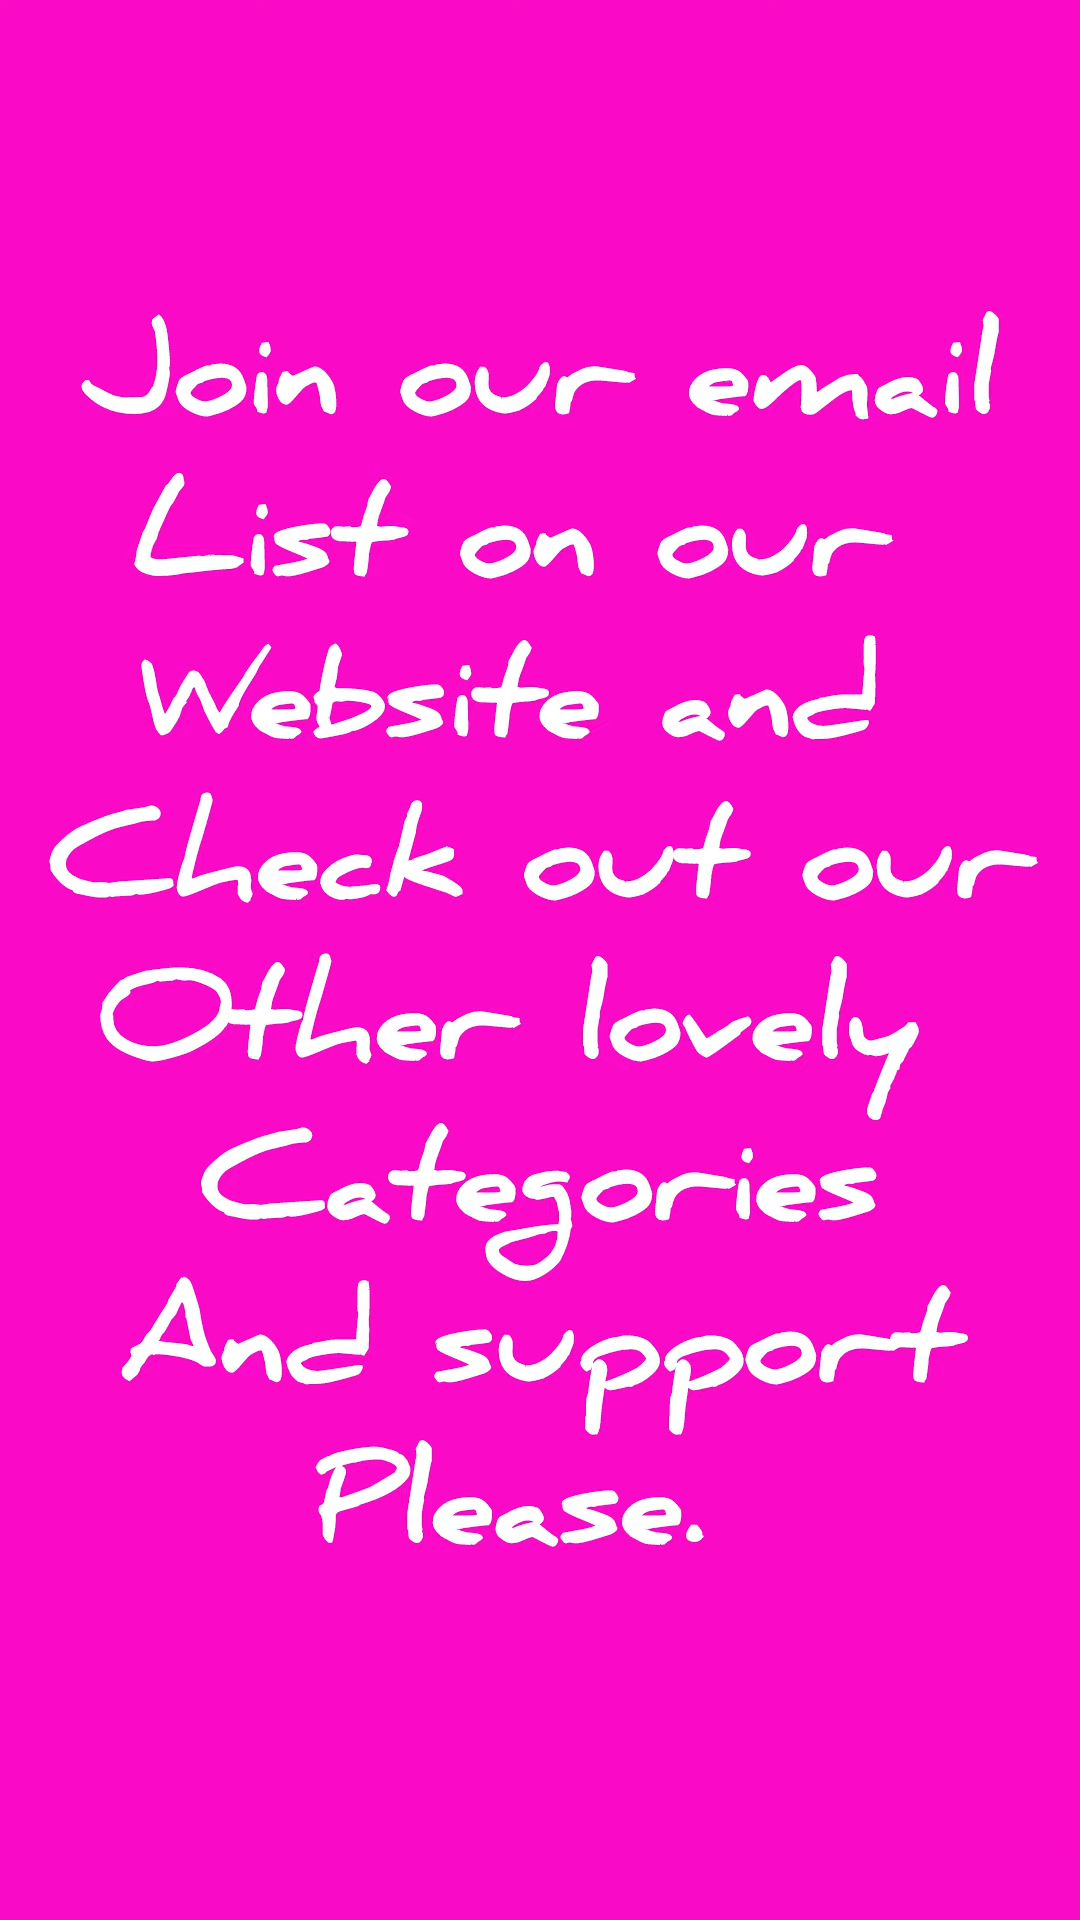 Join our email
List on our
Website and
Check out our
Other lovely
Categories
And support
Please.